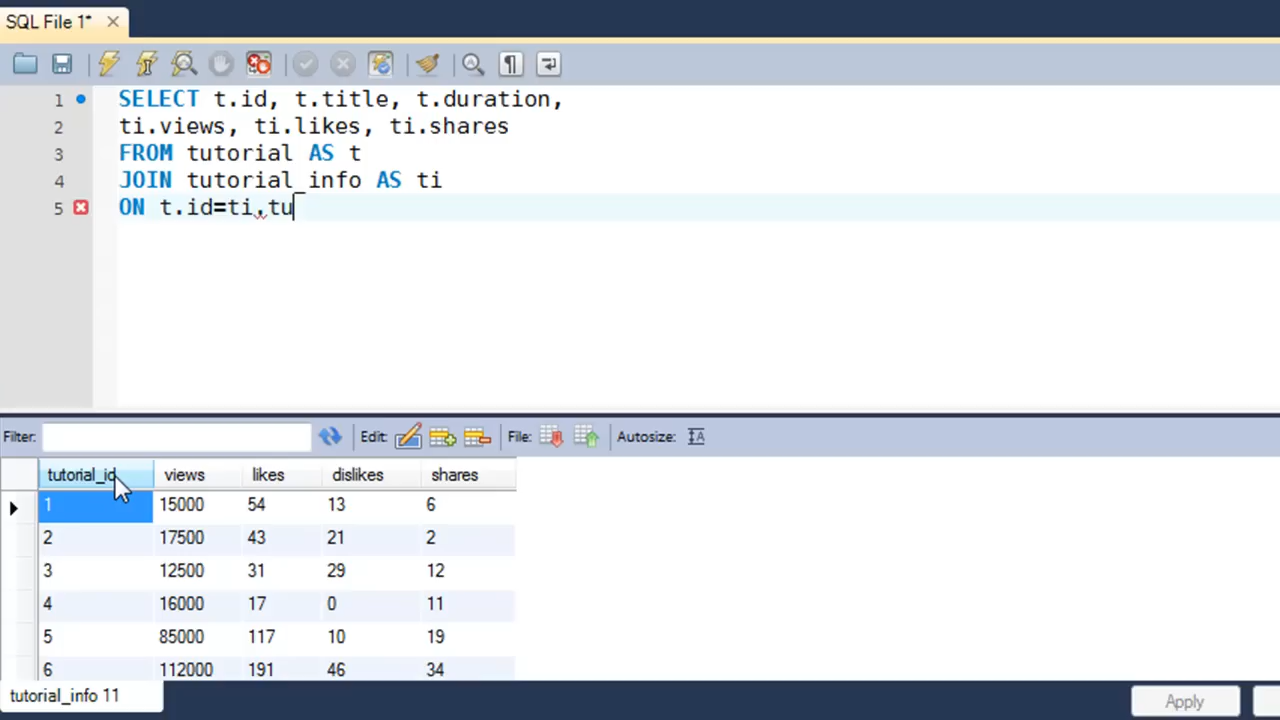 SQL File 1*
1 SELECT t.id, t.title, t.duration,
2 ti.views, ti.likes, ti.shares
3 FROM tutorial AS t
4 JOIN tutorial_info AS ti
5 ON t.id=ti.tu
Filter: Edit: File: Autosize:
tutorial_id views likes dislikes shares
1 15000 54 13 6
2 17500 43 21 2
3 12500 31 29 12
4 16000 17 0 11
5 85000 117 10 19
6 112000 191 46 34
tutorial_info 11
Apply